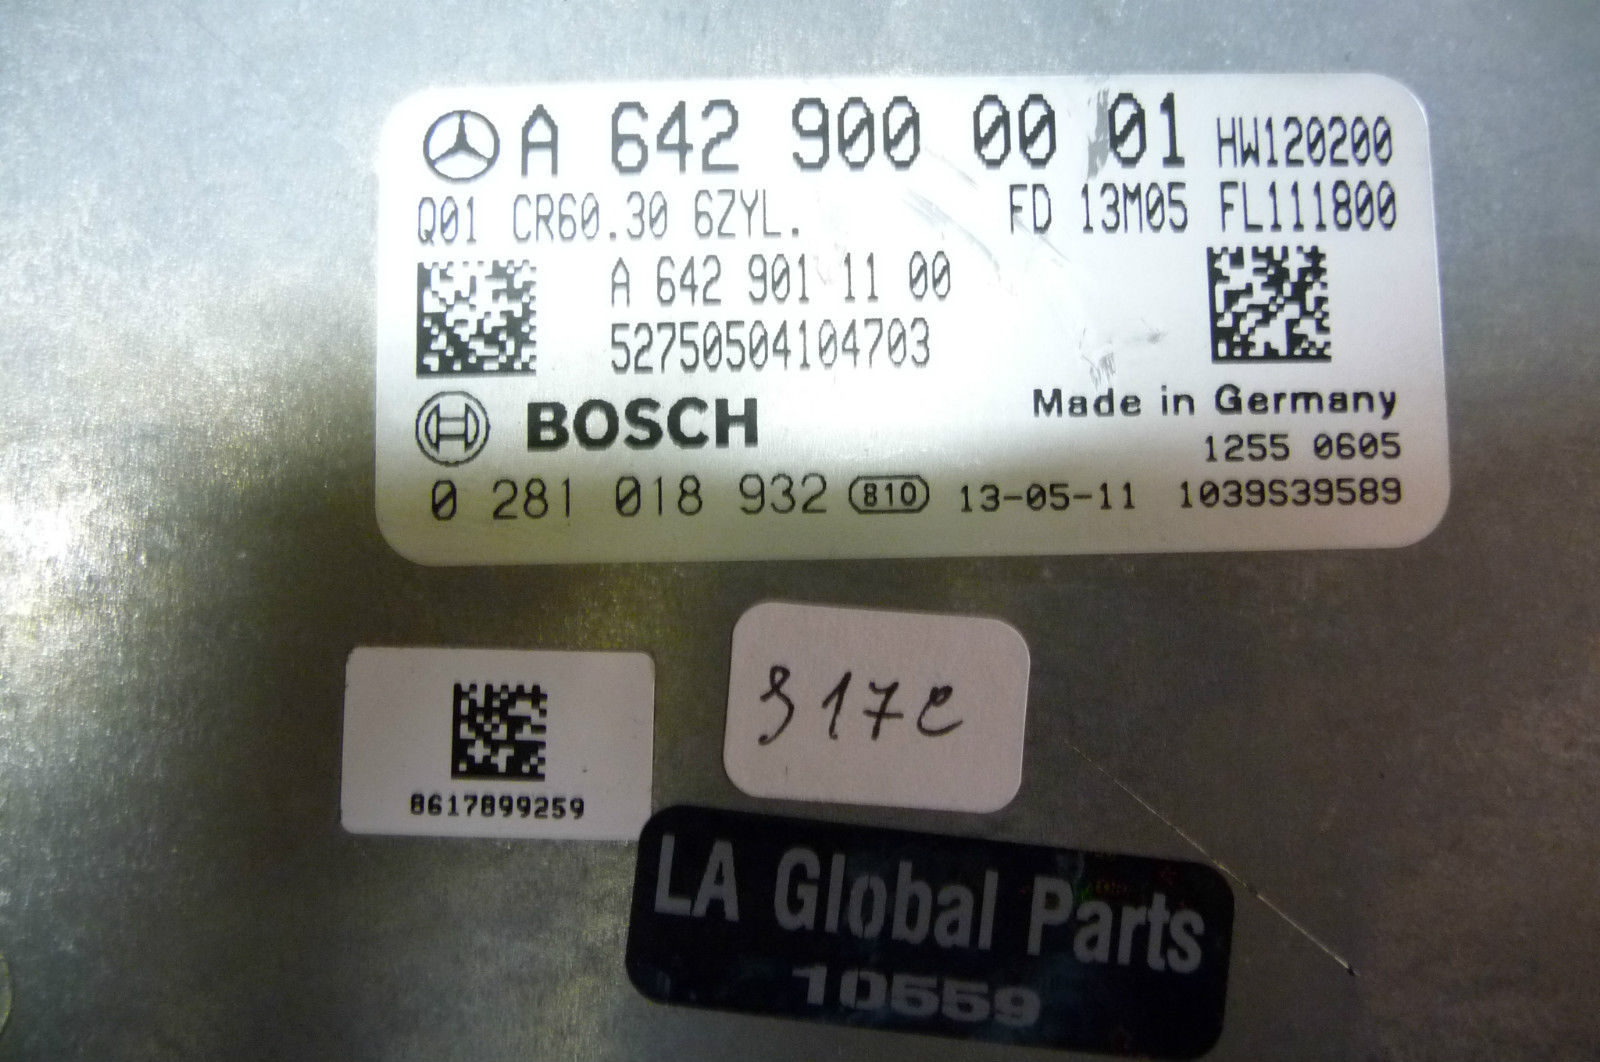 A 642 900 00 01 HW120200
Q01 CR60.30 6ZYL. FD 13M05 FL111800
A 642 901 11 00
52750504104703
BOSCH
Made in Germany
1255 0605
0 281 018 932 810 13-05-11 1039S39589
317e
8617899259
LA Global Parts
10559